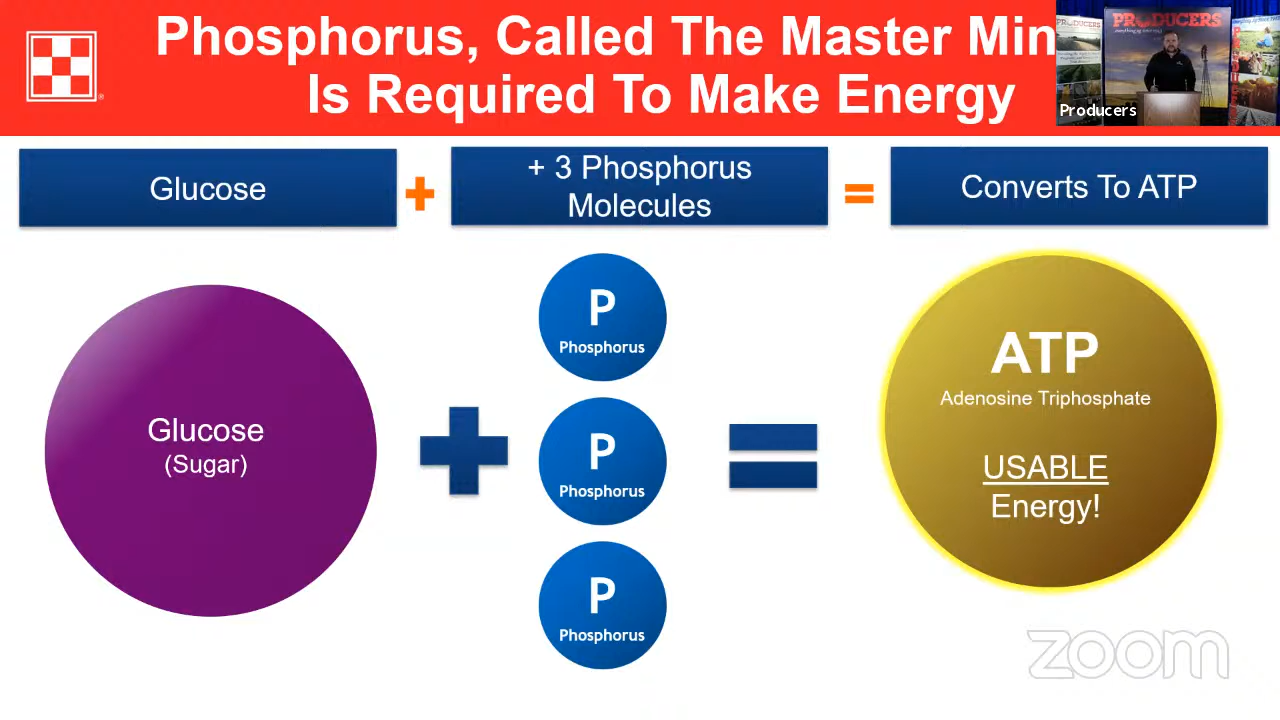 Phosphorus, Called The Master Min
Is Required To Make Energy
PRODUCERS
Producers
Glucose
+ 3 Phosphorus
Molecules
Converts To ATP
Glucose
(Sugar)
P
Phosphorus
P
Phosphorus
P
Phosphorus
ATP
Adenosine Triphosphate
USABLE
Energy!
zoom